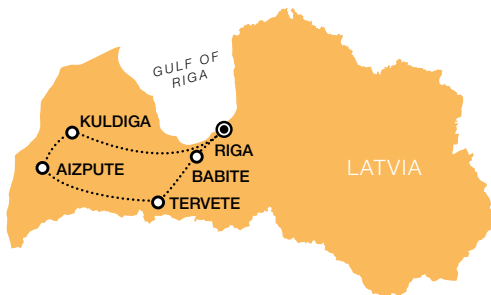 GULF OF
RIGA
KULDIGA
RIGA
AIZPUTE
BABITE
LATVIA
TERVETE